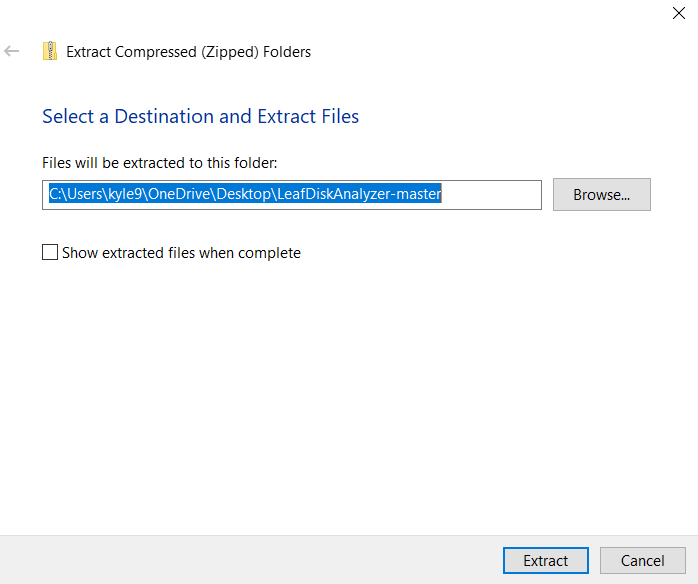 Extract Compressed (Zipped) Folders
Select a Destination and Extract Files
Files will be extracted to this folder:
C:\Users\kyle9\OneDrive\Desktop\LeafDiskAnalyzer-master
Browse...
Show extracted files when complete
Extract
Cancel